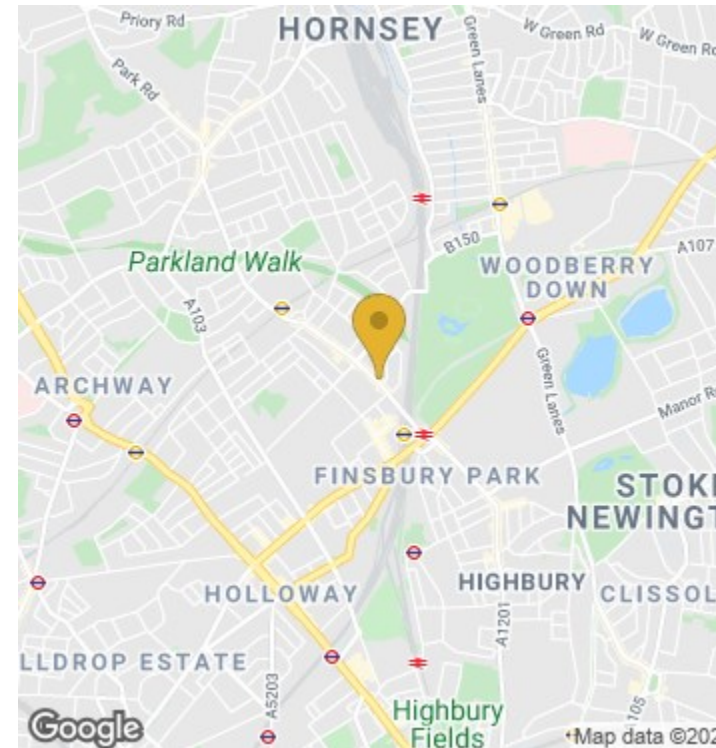 Priory Rd
HORNSEY
Green Lanes
W Green Rd
W Green Rd
Park Rd
B150
A107
Parkland Walk
WOODBERRY
DOWN
A103
ARCHWAY
Green Lanes
Manor R
FINSBURY PARK
STOK
NEWINGT
HIGHBURY
CLISSOL
HOLLOWAY
A1201
LLDROP ESTATE
A5203
Highbury
Fields
105
Google
Map data ©202